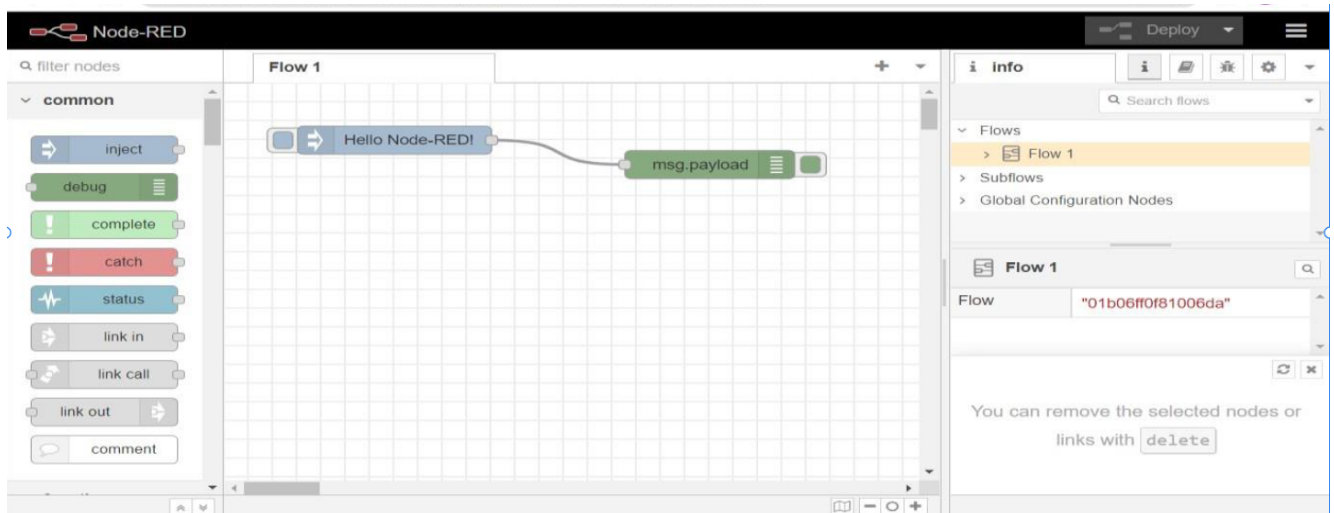 Node-RED
Deploy
filter nodes
Flow 1
info
i
Search flows
common
inject
debug
complete
catch
status
link in
link call
link out
comment
Hello Node-RED!
msg.payload
Flows
Flow 1
Subflows
Global Configuration Nodes
Flow 1
Flow
"01b06ff0f81006da"
You can remove the selected nodes or
links with delete